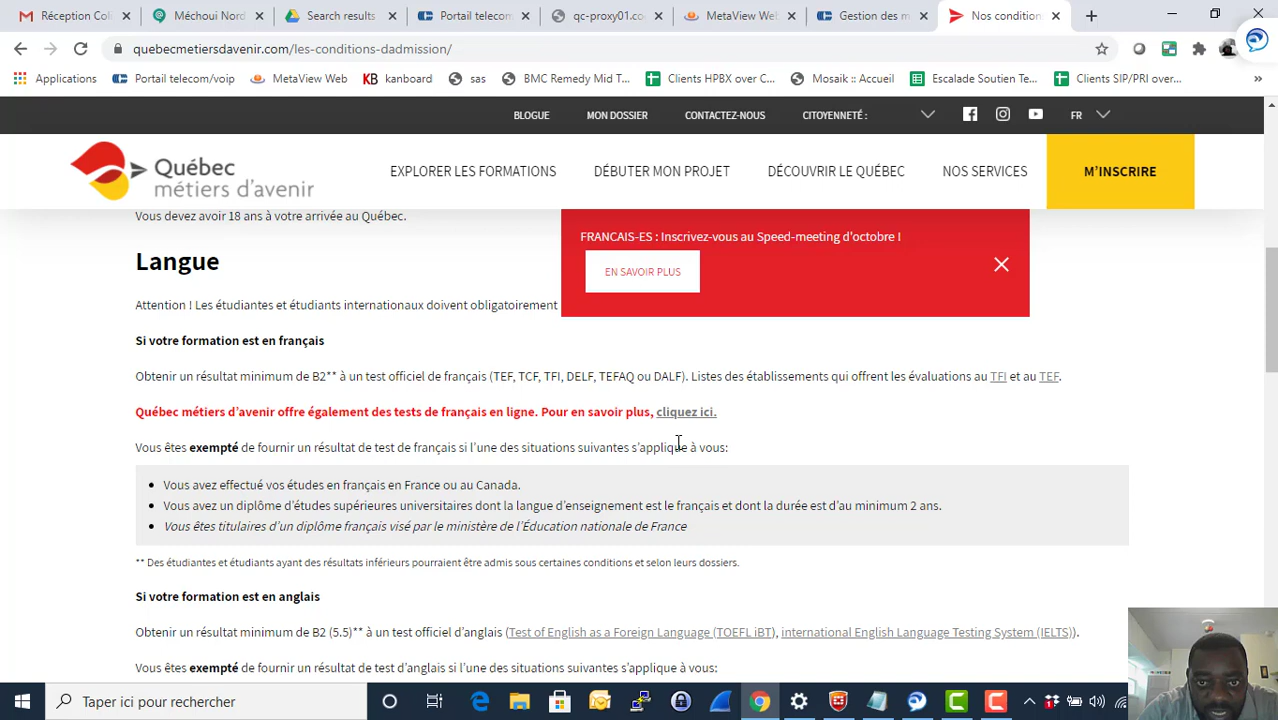 Réception Col
Méchoui Nord
Search results
Portail telecom
qc-proxy01.co
MetaView Web
Gestion des m
Nos condition
quebecmetiersdavenir.com/les-conditions-dadmission/
Applications
Portail telecom/voip
MetaView Web
KB kanboard
sas
BMC Remedy Mid T...
Clients HPBX over C...
Mosaik :: Accueil
Escalade Soutien Te...
Clients SIP/PRI over...
»
BLOGUE
MON DOSSIER
CONTACTEZ-NOUS
CITOYENNETÉ :
FR
Québec
métiers d'avenir
EXPLORER LES FORMATIONS
DÉBUTER MON PROJET
DÉCOUVRIR LE QUÉBEC
NOS SERVICES
M'INSCRIRE
Vous devez avoir 18 ans à votre arrivée au Québec.
FRANCAIS-ES : Inscrivez-vous au Speed-meeting d'octobre !
EN SAVOIR PLUS
Langue
Attention ! Les étudiantes et étudiants internationaux doivent obligatoirement
Si votre formation est en français
Obtenir un résultat minimum de B2** à un test officiel de français (TEF, TCF, TFI, DELF, TEFAQ ou DALF). Listes des établissements qui offrent les évaluations au TFI et au TEF.
Québec métiers d'avenir offre également des tests de français en ligne. Pour en savoir plus, cliquez ici.
Vous êtes exempté de fournir un résultat de test de français si l'une des situations suivantes s'applique à vous:
• Vous avez effectué vos études en français en France ou au Canada.
• Vous avez un diplôme d'études supérieures universitaires dont la langue d'enseignement est le français et dont la durée est d'au minimum 2 ans.
• Vous êtes titulaires d'un diplôme français visé par le ministère de l'Éducation nationale de France
** Des étudiantes et étudiants ayant des résultats inférieurs pourraient être admis sous certaines conditions et selon leurs dossiers.
Si votre formation est en anglais
Obtenir un résultat minimum de B2 (5.5)** à un test officiel d'anglais (Test of English as a Foreign Language (TOEFL iBT), international English Language Testing System (IELTS)).
Vous êtes exempté de fournir un résultat de test d'anglais si l'une des situations suivantes s'applique à vous:
Taper ici pour rechercher